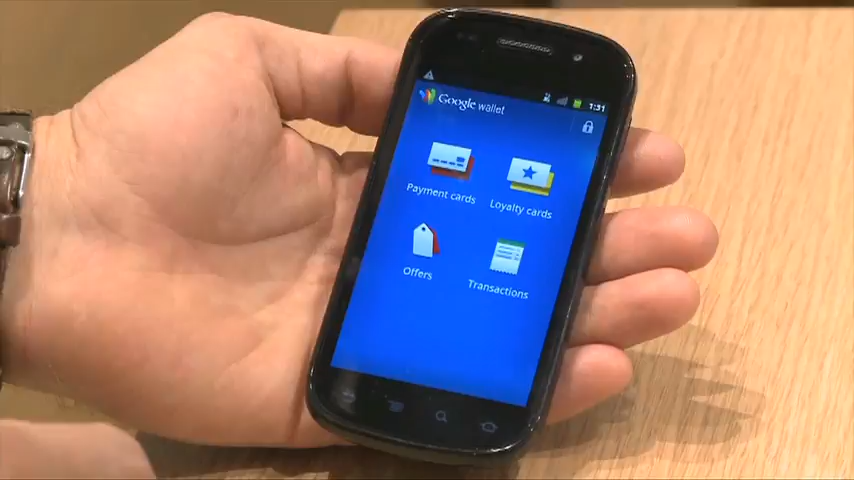 1:31
Google wallet
Payment cards
Loyalty cards
Offers
Transactions